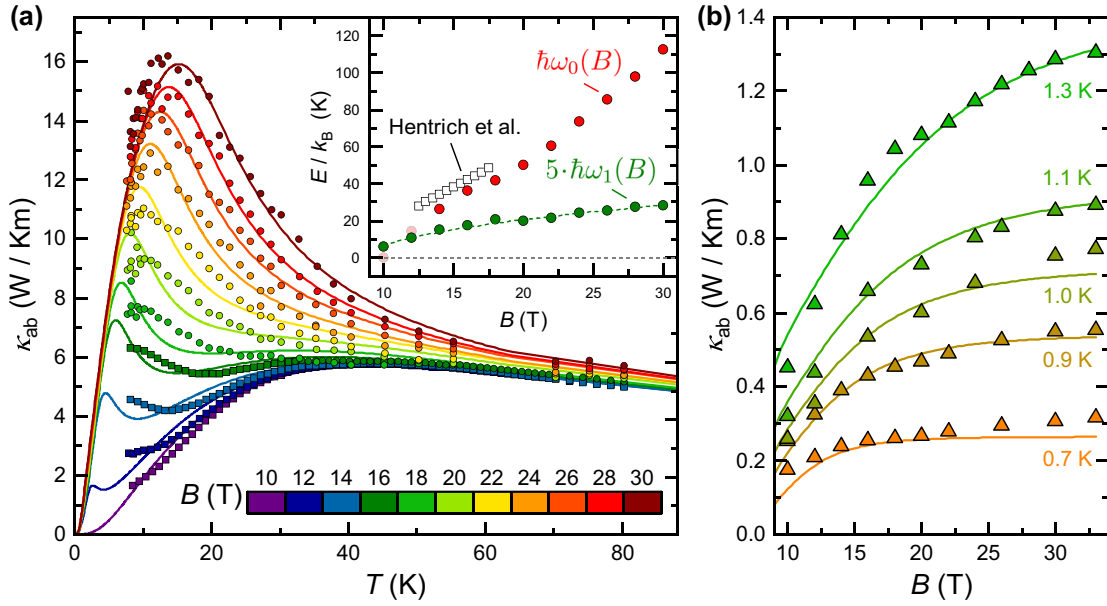 (a)
κab (W / Km)
16
14
12
10
8
6
4
2
0
0 20 40 60 80
T (K)
E / kB (K)
120
100
80
60
40
20
0
ħω0(B)
Hentrich et al.
5·ħω1(B)
10 15 20 25 30
B (T)
10 12 14 16 18 20 22 24 26 28 30
B (T)
(b)
κab (W / Km)
1.4
1.2
1.0
0.8
0.6
0.4
0.2
0.0
1.3 K
1.1 K
1.0 K
0.9 K
0.7 K
10 15 20 25 30
B (T)